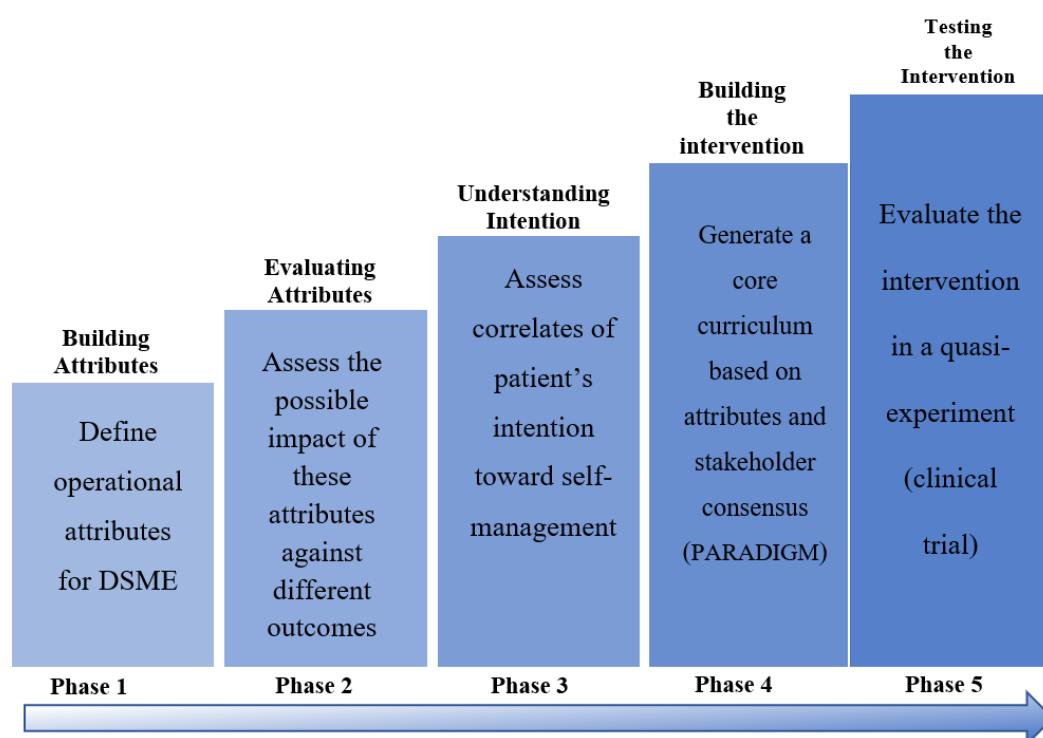 Building
Attributes
Define
operational
attributes
for DSME
Phase 1
Evaluating
Attributes
Assess the
possible
impact of
these
attributes
against
different
outcomes
Phase 2
Understanding
Intention
Assess
correlates of
patient’s
intention
toward self-
management
Phase 3
Building
the
intervention
Generate a
core
curriculum
based on
attributes and
stakeholder
consensus
(PARADIGM)
Phase 4
Testing
the
Intervention
Evaluate the
intervention
in a quasi-
experiment
(clinical
trial)
Phase 5